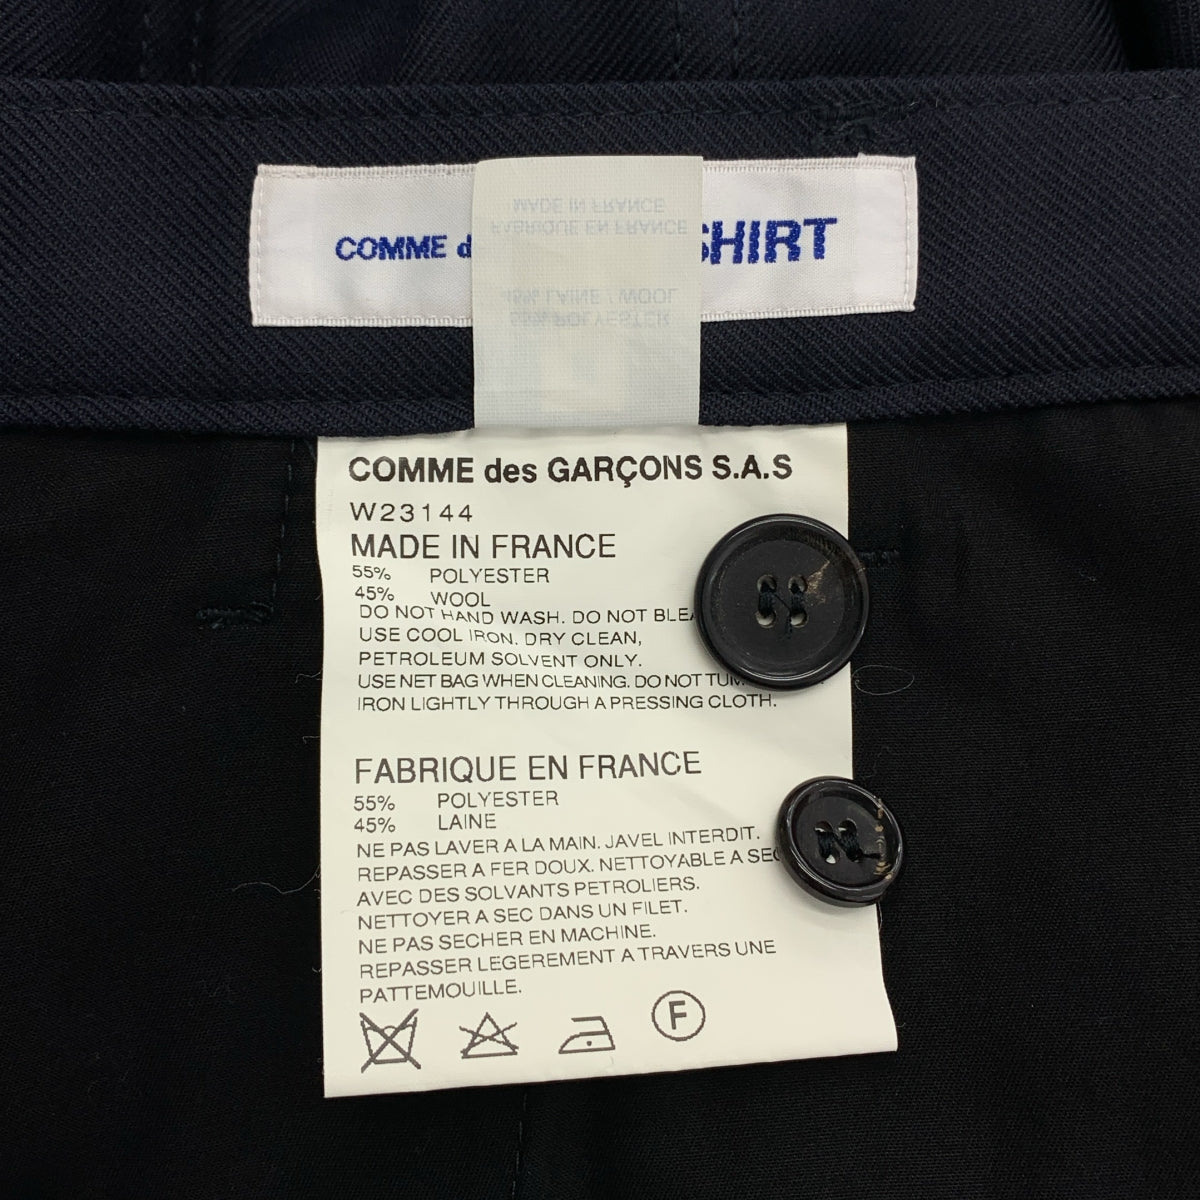 COMME SHIRT
COMME des GARÇONS S.A.S
W23144
MADE IN FRANCE
55% POLYESTER
45% WOOL
DO NOT HAND WASH. DO NOT
USE COOL IRON. DRY CLEAN,
PETROLEUM SOLVENT ONLY.
USE NET BAG WHEN CLEANING. DO NOT
IRON LIGHTLY THROUGH A PRESSING CLOTH.
FABRIQUE EN FRANCE
55% POLYESTER
45% LAINE
NE PAS LAVER A LA MAIN. JAVEL INTERDIT.
REPASSER A FER DOUX. NETTOYABLE A SEC
AVEC DES SOLVANTS PETROLIERS.
NETTOYER A SEC DANS UN FILET.
NE PAS SECHER EN MACHINE.
REPASSER LEGEREMENT A TRAVERS UNE
PATTEMOUILLE.
F